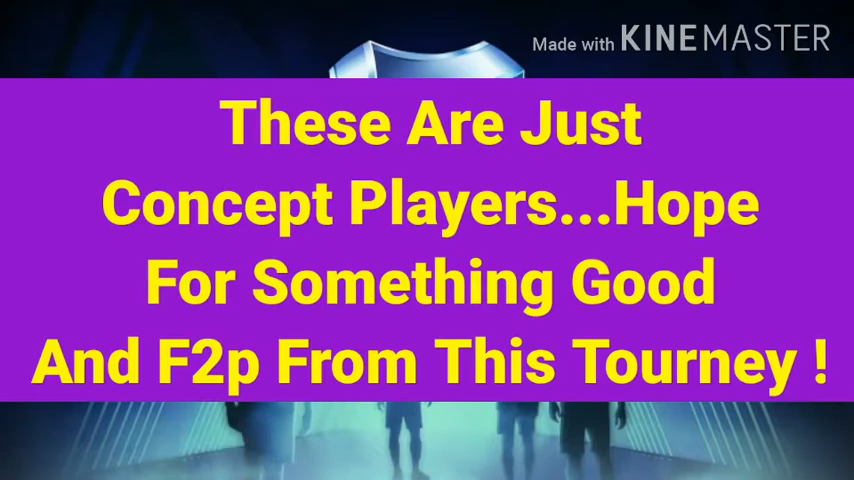 Made with KINEMASTER
These Are Just
Concept Players...Hope
For Something Good
And F2p From This Tourney !